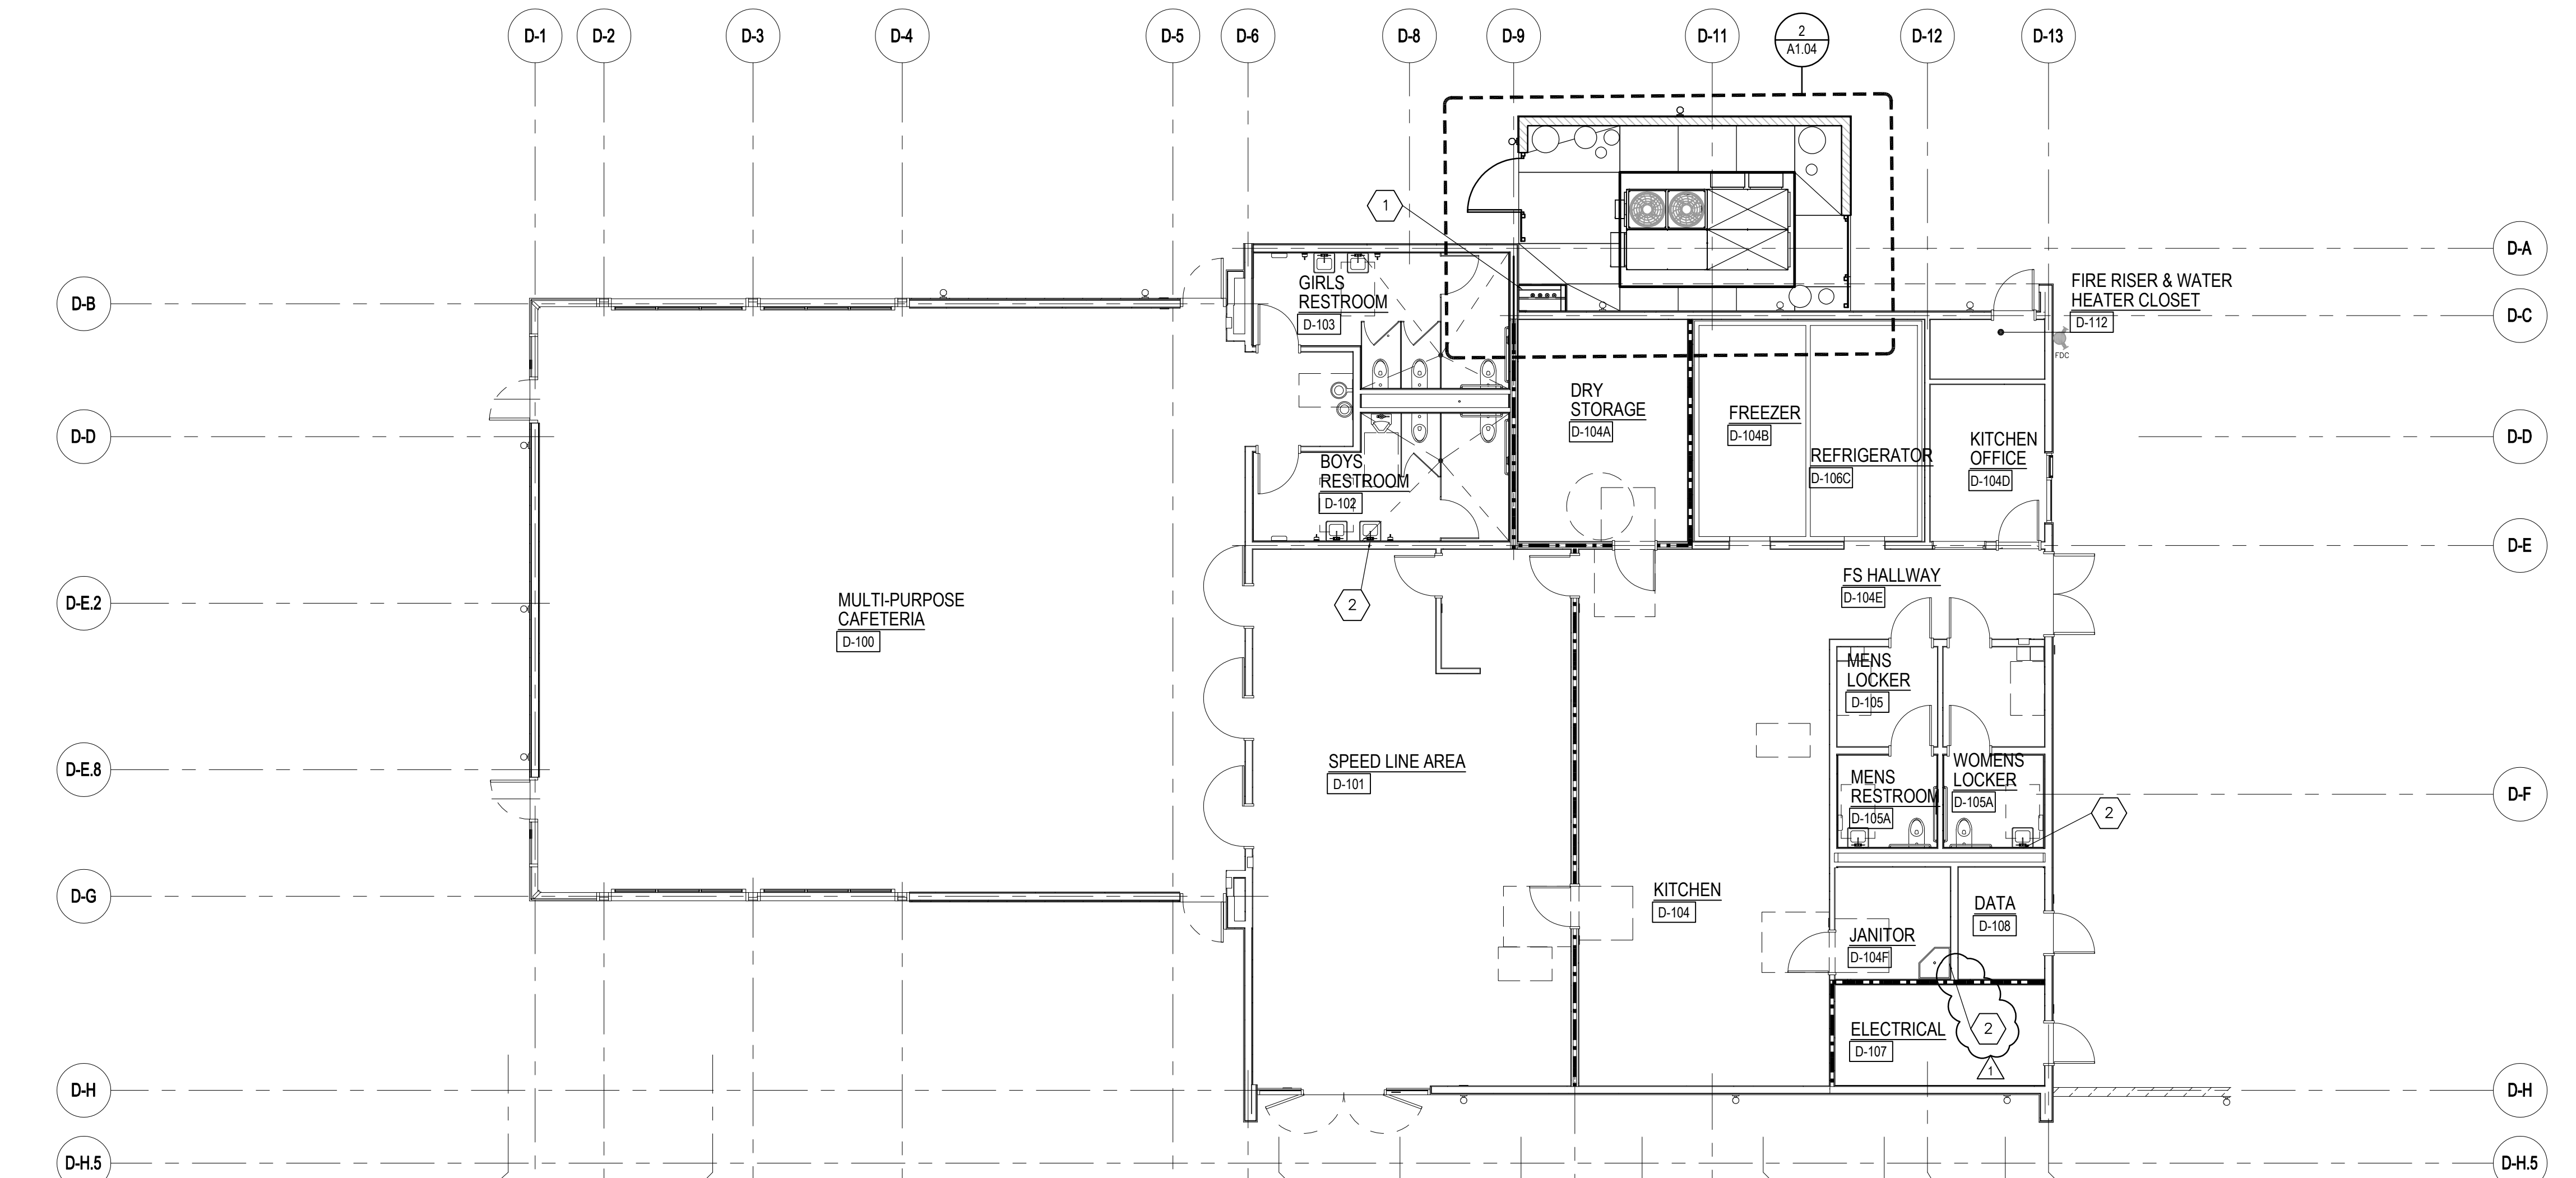 D-1
D-2
D-3
D-4
D-5
D-6
D-8
D-9
D-11
2
A1.04
D-12
D-13
1
D-A
D-B
GIRLS
RESTROOM
D-103
FIRE RISER & WATER
HEATER CLOSET
D-112
D-C
FDC
DRY
STORAGE
D-104A
FREEZER
D-104B
D-D
KITCHEN
OFFICE
D-104D
D-D
REFRIGERATOR
D-106C
BOYS
RESTROOM
D-102
D-E
FS HALLWAY
D-104E
2
D-E.2
MULTI-PURPOSE
CAFETERIA
D-100
MENS
LOCKER
D-105
SPEED LINE AREA
D-101
D-E.8
WOMENS
LOCKER
D-105A
MENS
RESTROOM
D-105A
D-F
2
D-G
KITCHEN
D-104
DATA
D-108
JANITOR
D-104F
ELECTRICAL
D-107
2
1
D-H
D-H
D-H.5
D-H.5